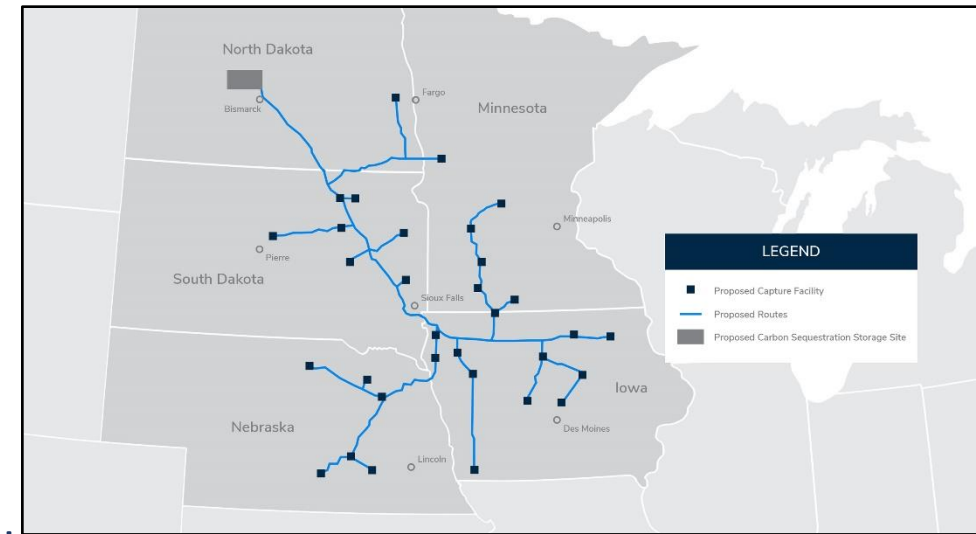 North Dakota
Bismarck
Fargo
Minnesota
Minneapolis
Pierre
South Dakota
Sioux Falls
LEGEND
Proposed Capture Facility
Proposed Routes
Proposed Carbon Sequestration Storage Site
Iowa
Des Moines
Nebraska
Lincoln